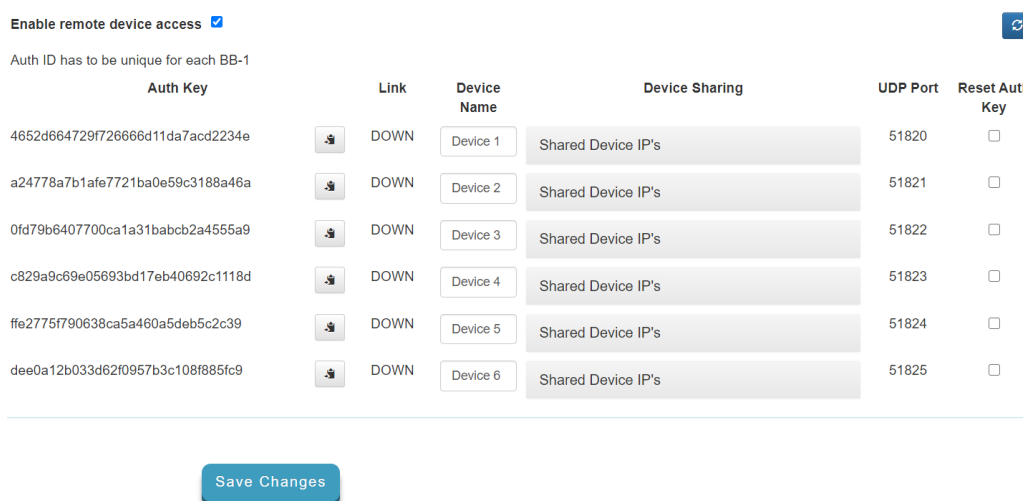 Enable remote device access
Auth ID has to be unique for each BB-1
Auth Key Link Device Name Device Sharing UDP Port Reset Aut Key
4652d664729f726666d11da7acd2234e DOWN Device 1 Shared Device IP's 51820
a24778a7b1afe7721ba0e59c3188a46a DOWN Device 2 Shared Device IP's 51821
0fd79b6407700ca1a31babcb2a4555a9 DOWN Device 3 Shared Device IP's 51822
c829a9c69e05693bd17eb40692c1118d DOWN Device 4 Shared Device IP's 51823
ffe2775f790638ca5a460a5deb5c2c39 DOWN Device 5 Shared Device IP's 51824
dee0a12b033d62f0957b3c108f885fc9 DOWN Device 6 Shared Device IP's 51825
Save Changes